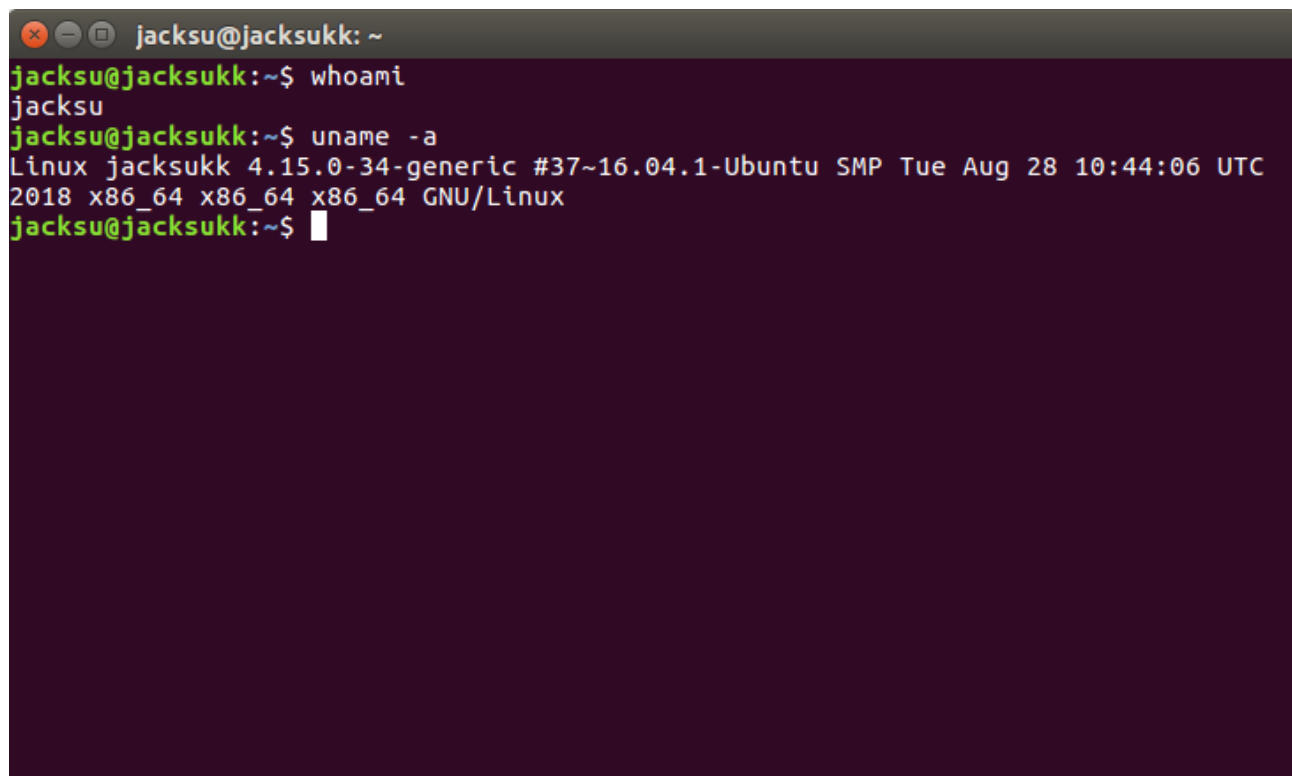 jacksu@jacksukk: ~
jacksu@jacksukk:~$ whoami
jacksu
jacksu@jacksukk:~$ uname -a
Linux jacksukk 4.15.0-34-generic #37~16.04.1-Ubuntu SMP Tue Aug 28 10:44:06 UTC
2018 x86_64 x86_64 x86_64 GNU/Linux
jacksu@jacksukk:~$